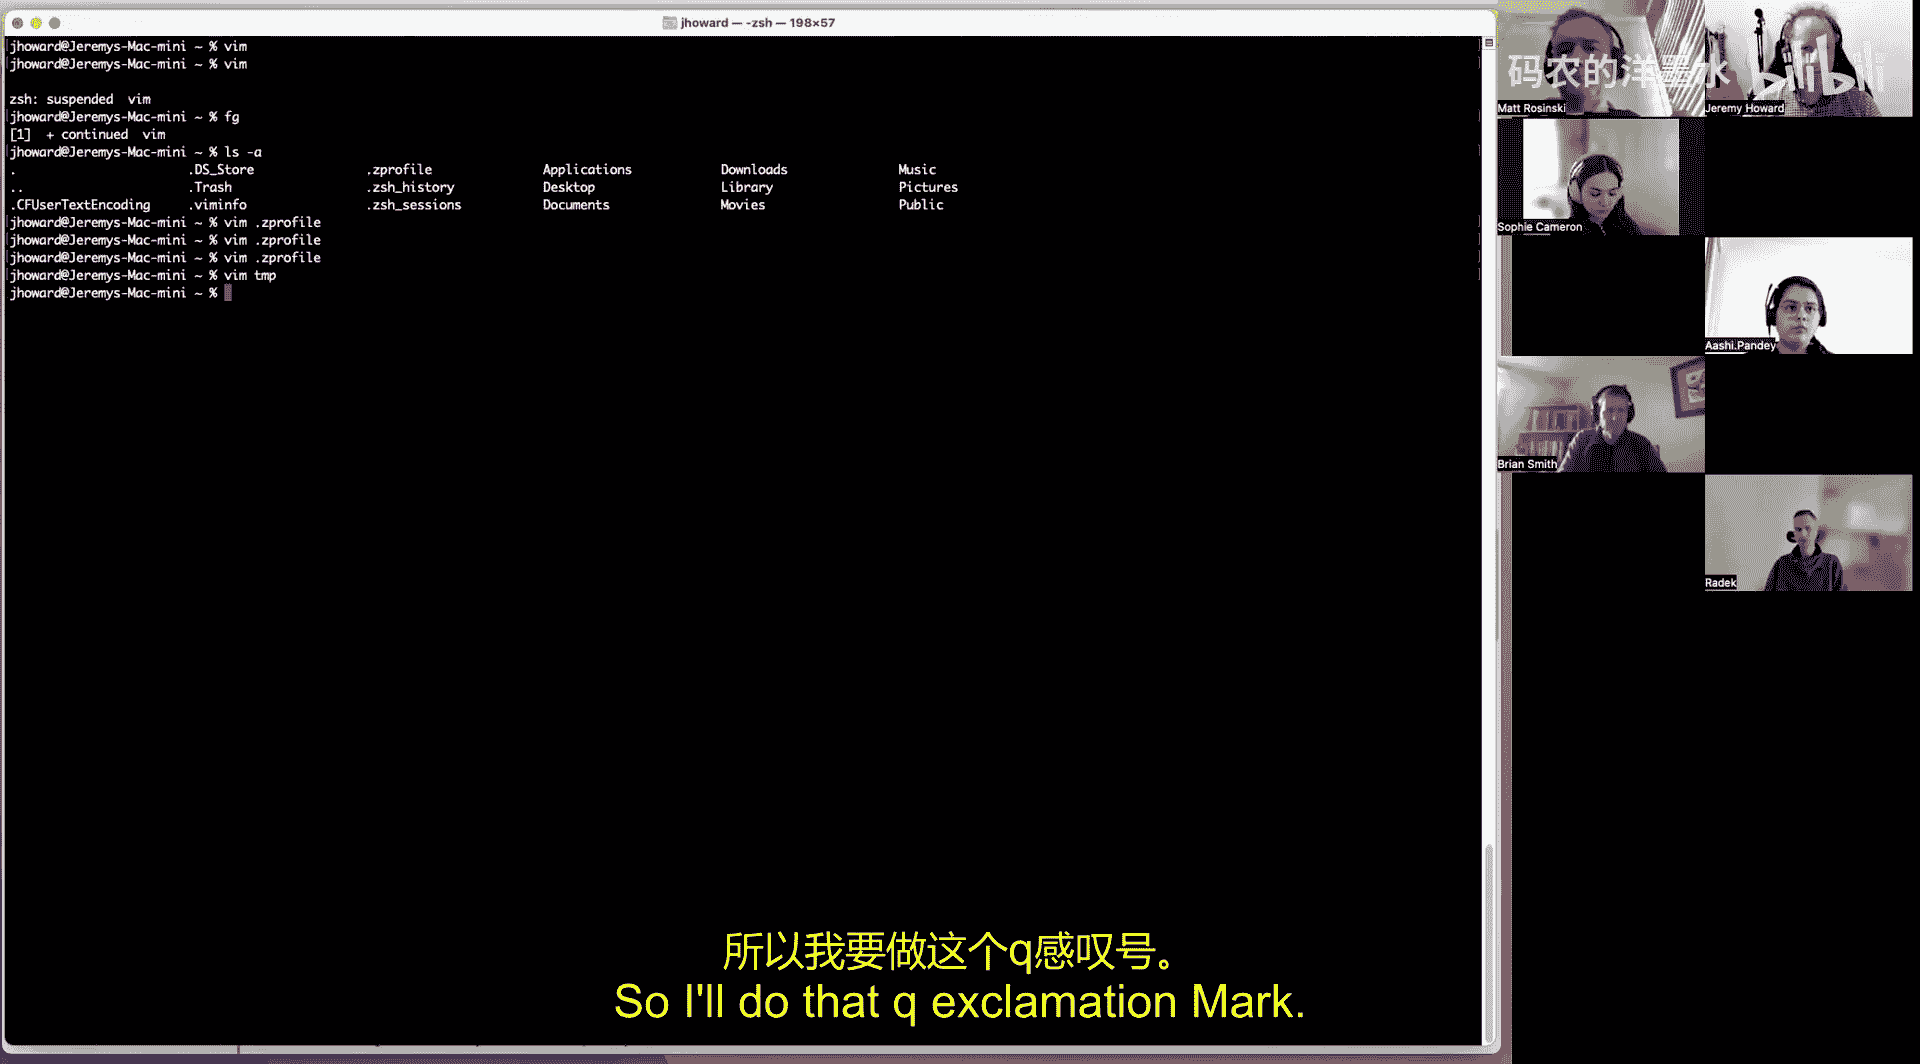 jhoward — -zsh — 198×57
jhoward@Jeremys-Mac-mini ~ % vim
jhoward@Jeremys-Mac-mini ~ % vim
zsh: suspended  vim
jhoward@Jeremys-Mac-mini ~ % fg
[1]  + continued  vim
jhoward@Jeremys-Mac-mini ~ % ls -a
. .DS_Store .zprofile Applications Downloads Music
.. .Trash .zsh_history Desktop Library Pictures
.CFUserTextEncoding .viminfo .zsh_sessions Documents Movies Public
jhoward@Jeremys-Mac-mini ~ % vim .zprofile
jhoward@Jeremys-Mac-mini ~ % vim .zprofile
jhoward@Jeremys-Mac-mini ~ % vim .zprofile
jhoward@Jeremys-Mac-mini ~ % vim tmp
jhoward@Jeremys-Mac-mini ~ %
码农的洋墨水 bilibili
Matt Rosinski
Jeremy Howard
Sophie Cameron
Aashi.Pandey
Brian Smith
Radek
所以我要做这个q感叹号。
So I'll do that q exclamation Mark.